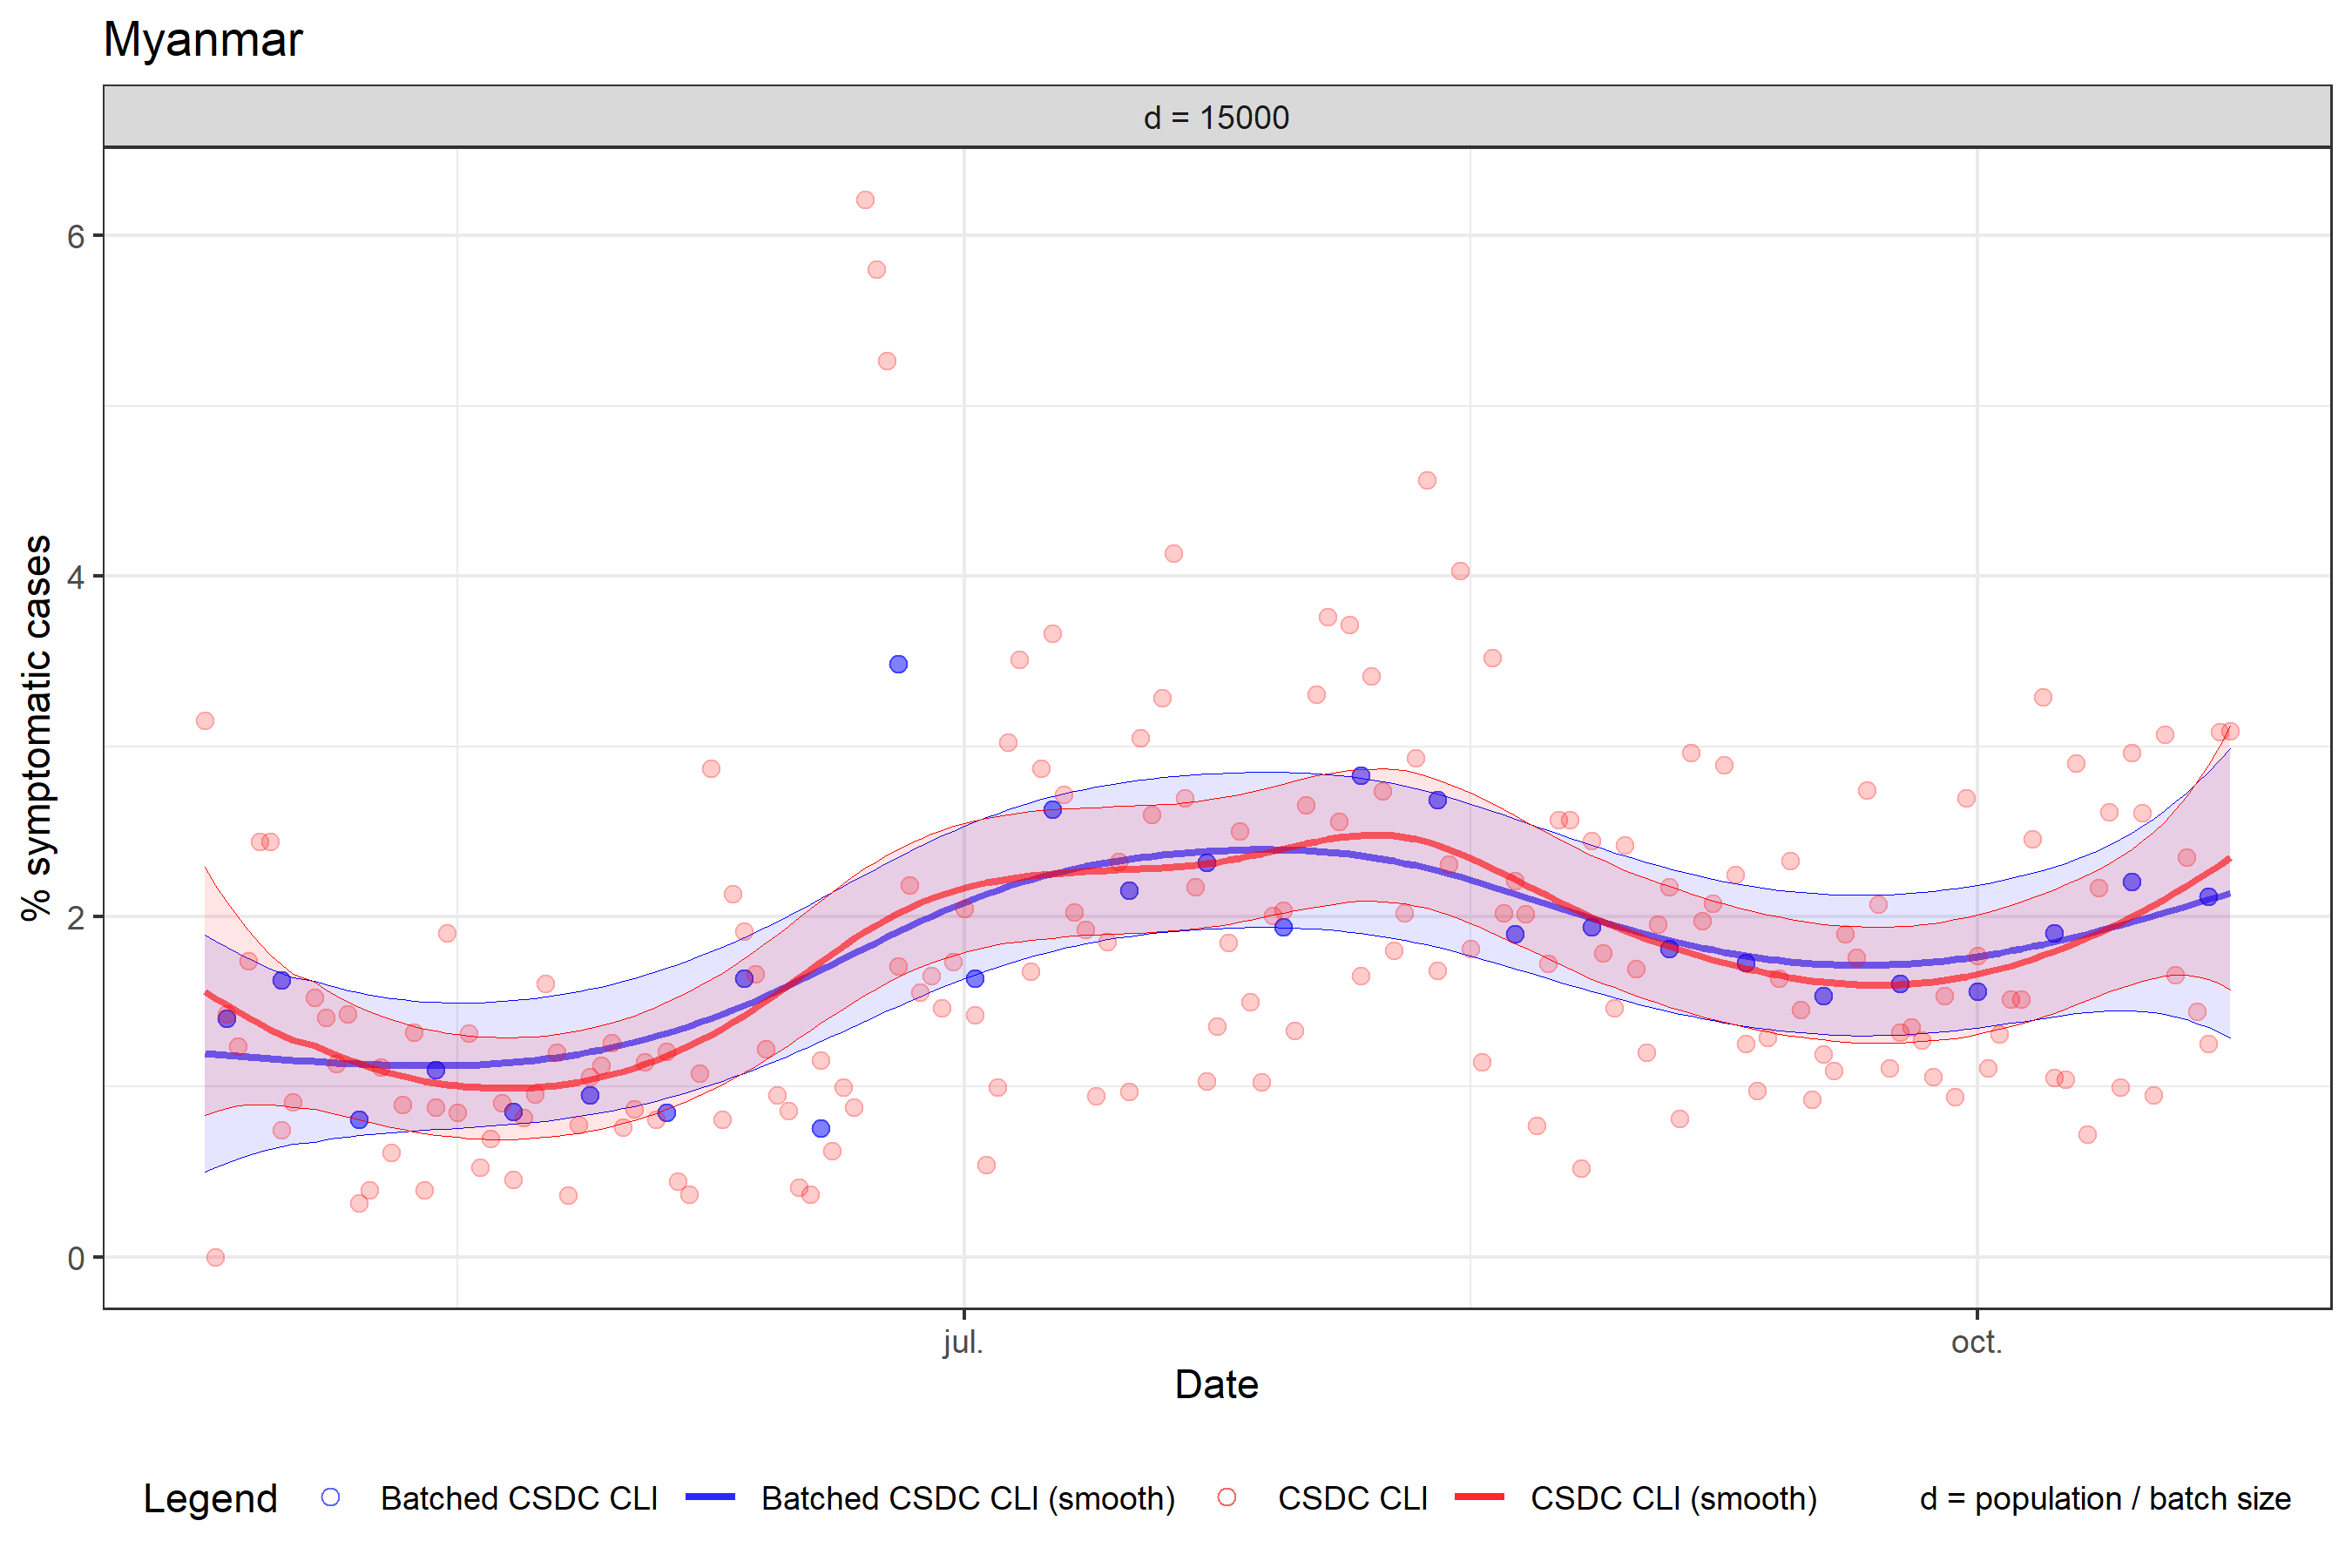 Myanmar
d = 15000
% symptomatic cases
6
4
2
0
jul.
oct.
Date
Legend
Batched CSDC CLI
Batched CSDC CLI (smooth)
CSDC CLI
CSDC CLI (smooth)
d = population / batch size